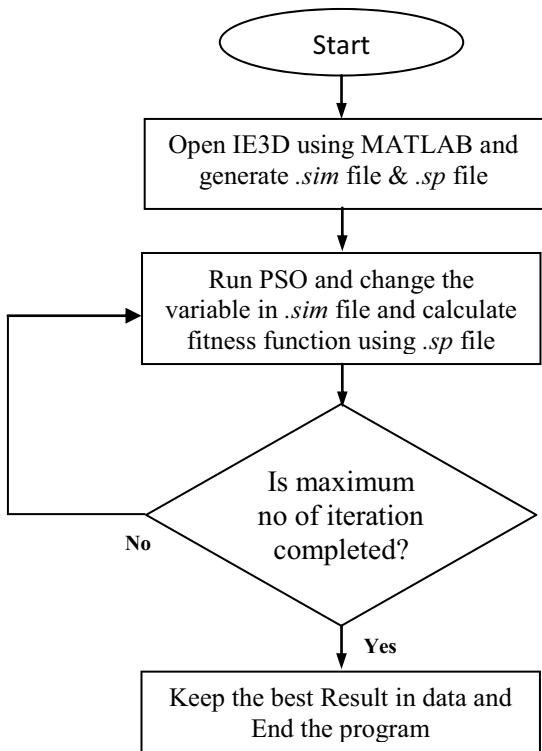 Start
Open IE3D using MATLAB and
generate .sim file & .sp file
Run PSO and change the
variable in .sim file and calculate
fitness function using .sp file
Is maximum
no of iteration
completed?
No
Yes
Keep the best Result in data and
End the program